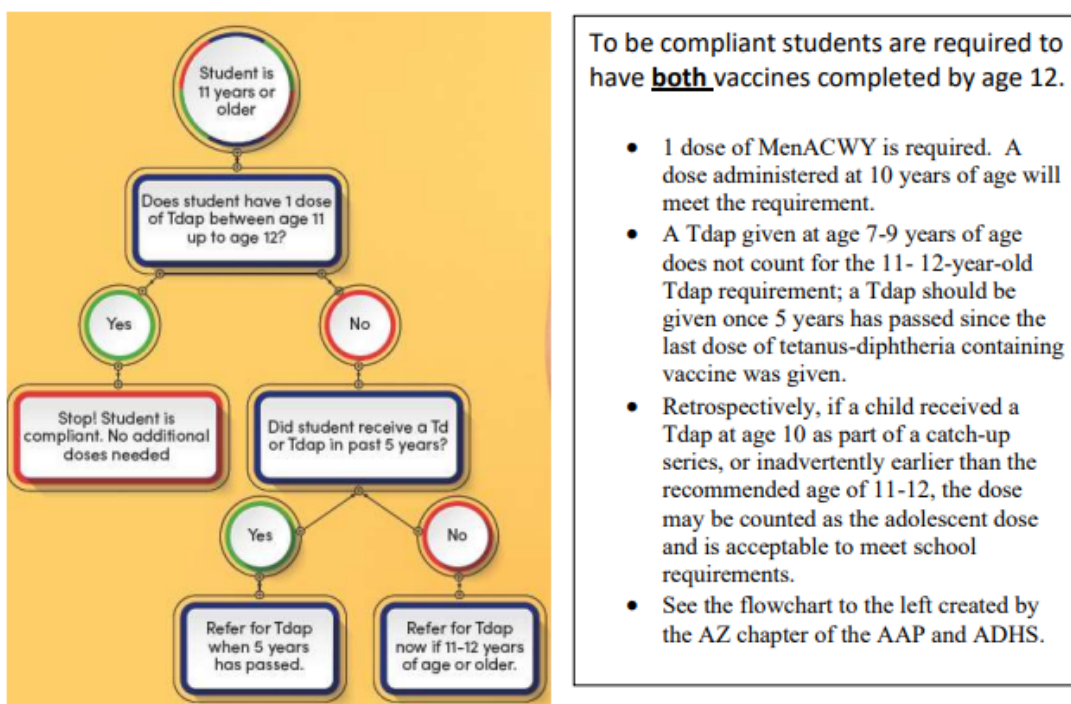 Student is
11 years or
older
Does student have 1 dose
of Tdap between age 11
up to age 12?
Yes
No
Stop! Student is
compliant. No additional
doses needed
Did student receive a Td
or Tdap in past 5 years?
Yes
No
Refer for Tdap
when 5 years
has passed.
Refer for Tdap
now if 11-12 years
of age or older.
To be compliant students are required to
have both vaccines completed by age 12.
• 1 dose of MenACWY is required. A
dose administered at 10 years of age will
meet the requirement.
• A Tdap given at age 7-9 years of age
does not count for the 11- 12-year-old
Tdap requirement; a Tdap should be
given once 5 years has passed since the
last dose of tetanus-diphtheria containing
vaccine was given.
• Retrospectively, if a child received a
Tdap at age 10 as part of a catch-up
series, or inadvertently earlier than the
recommended age of 11-12, the dose
may be counted as the adolescent dose
and is acceptable to meet school
requirements.
• See the flowchart to the left created by
the AZ chapter of the AAP and ADHS.